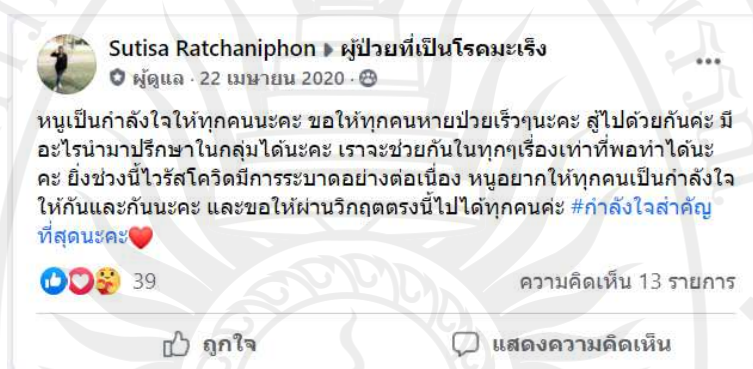 Sutisa Ratchaniphon ▸ ผู้ป่วยที่เป็นโรคมะเร็ง
ผู้ดูแล · 22 เมษายน 2020 ·
หนูเป็นกำลังใจให้ทุกคนนะคะ ขอให้ทุกคนหายป่วยเร็วๆนะคะ สู้ไปด้วยกันค่ะ มี
อะไรนำมาปรึกษาในกลุ่มได้นะคะ เราจะช่วยกันในทุกๆเรื่องเท่าที่พอทำได้นะ
คะ ยิ่งช่วงนี้ไวรัสโควิดมีการระบาดอย่างต่อเนื่อง หนูอยากให้ทุกคนเป็นกำลังใจ
ให้กันและกันนะคะ และขอให้ผ่านวิกฤตตรงนี้ไปได้ทุกคนค่ะ #กำลังใจสำคัญ
ที่สุดนะคะ❤️
39 ความคิดเห็น 13 รายการ
ถูกใจ แสดงความคิดเห็น